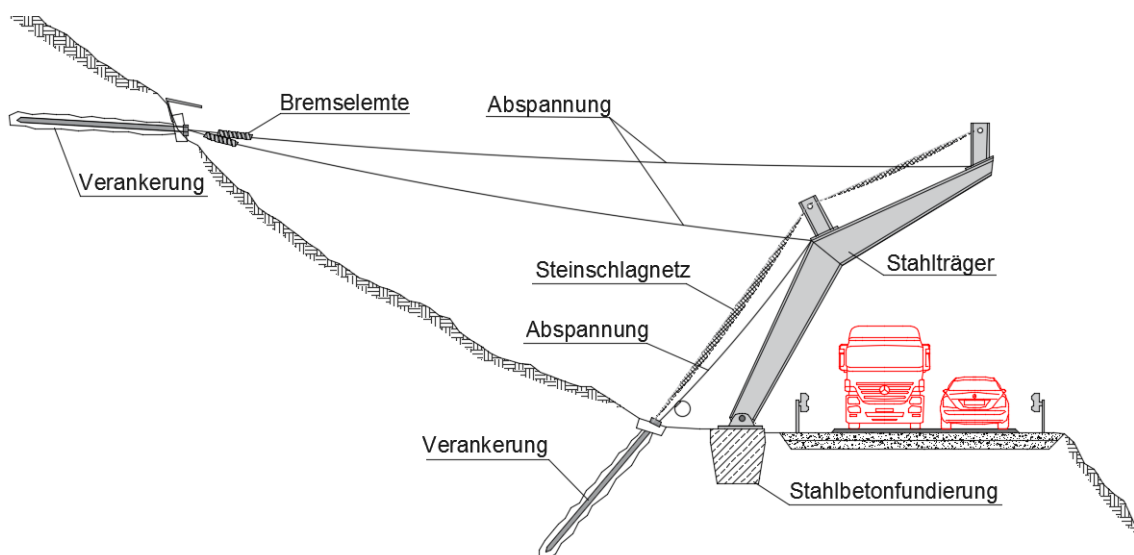 Bremselemte
Abspannung
Verankerung
Steinschlagnetz
Stahlträger
Abspannung
Verankerung
Stahlbetonfundierung